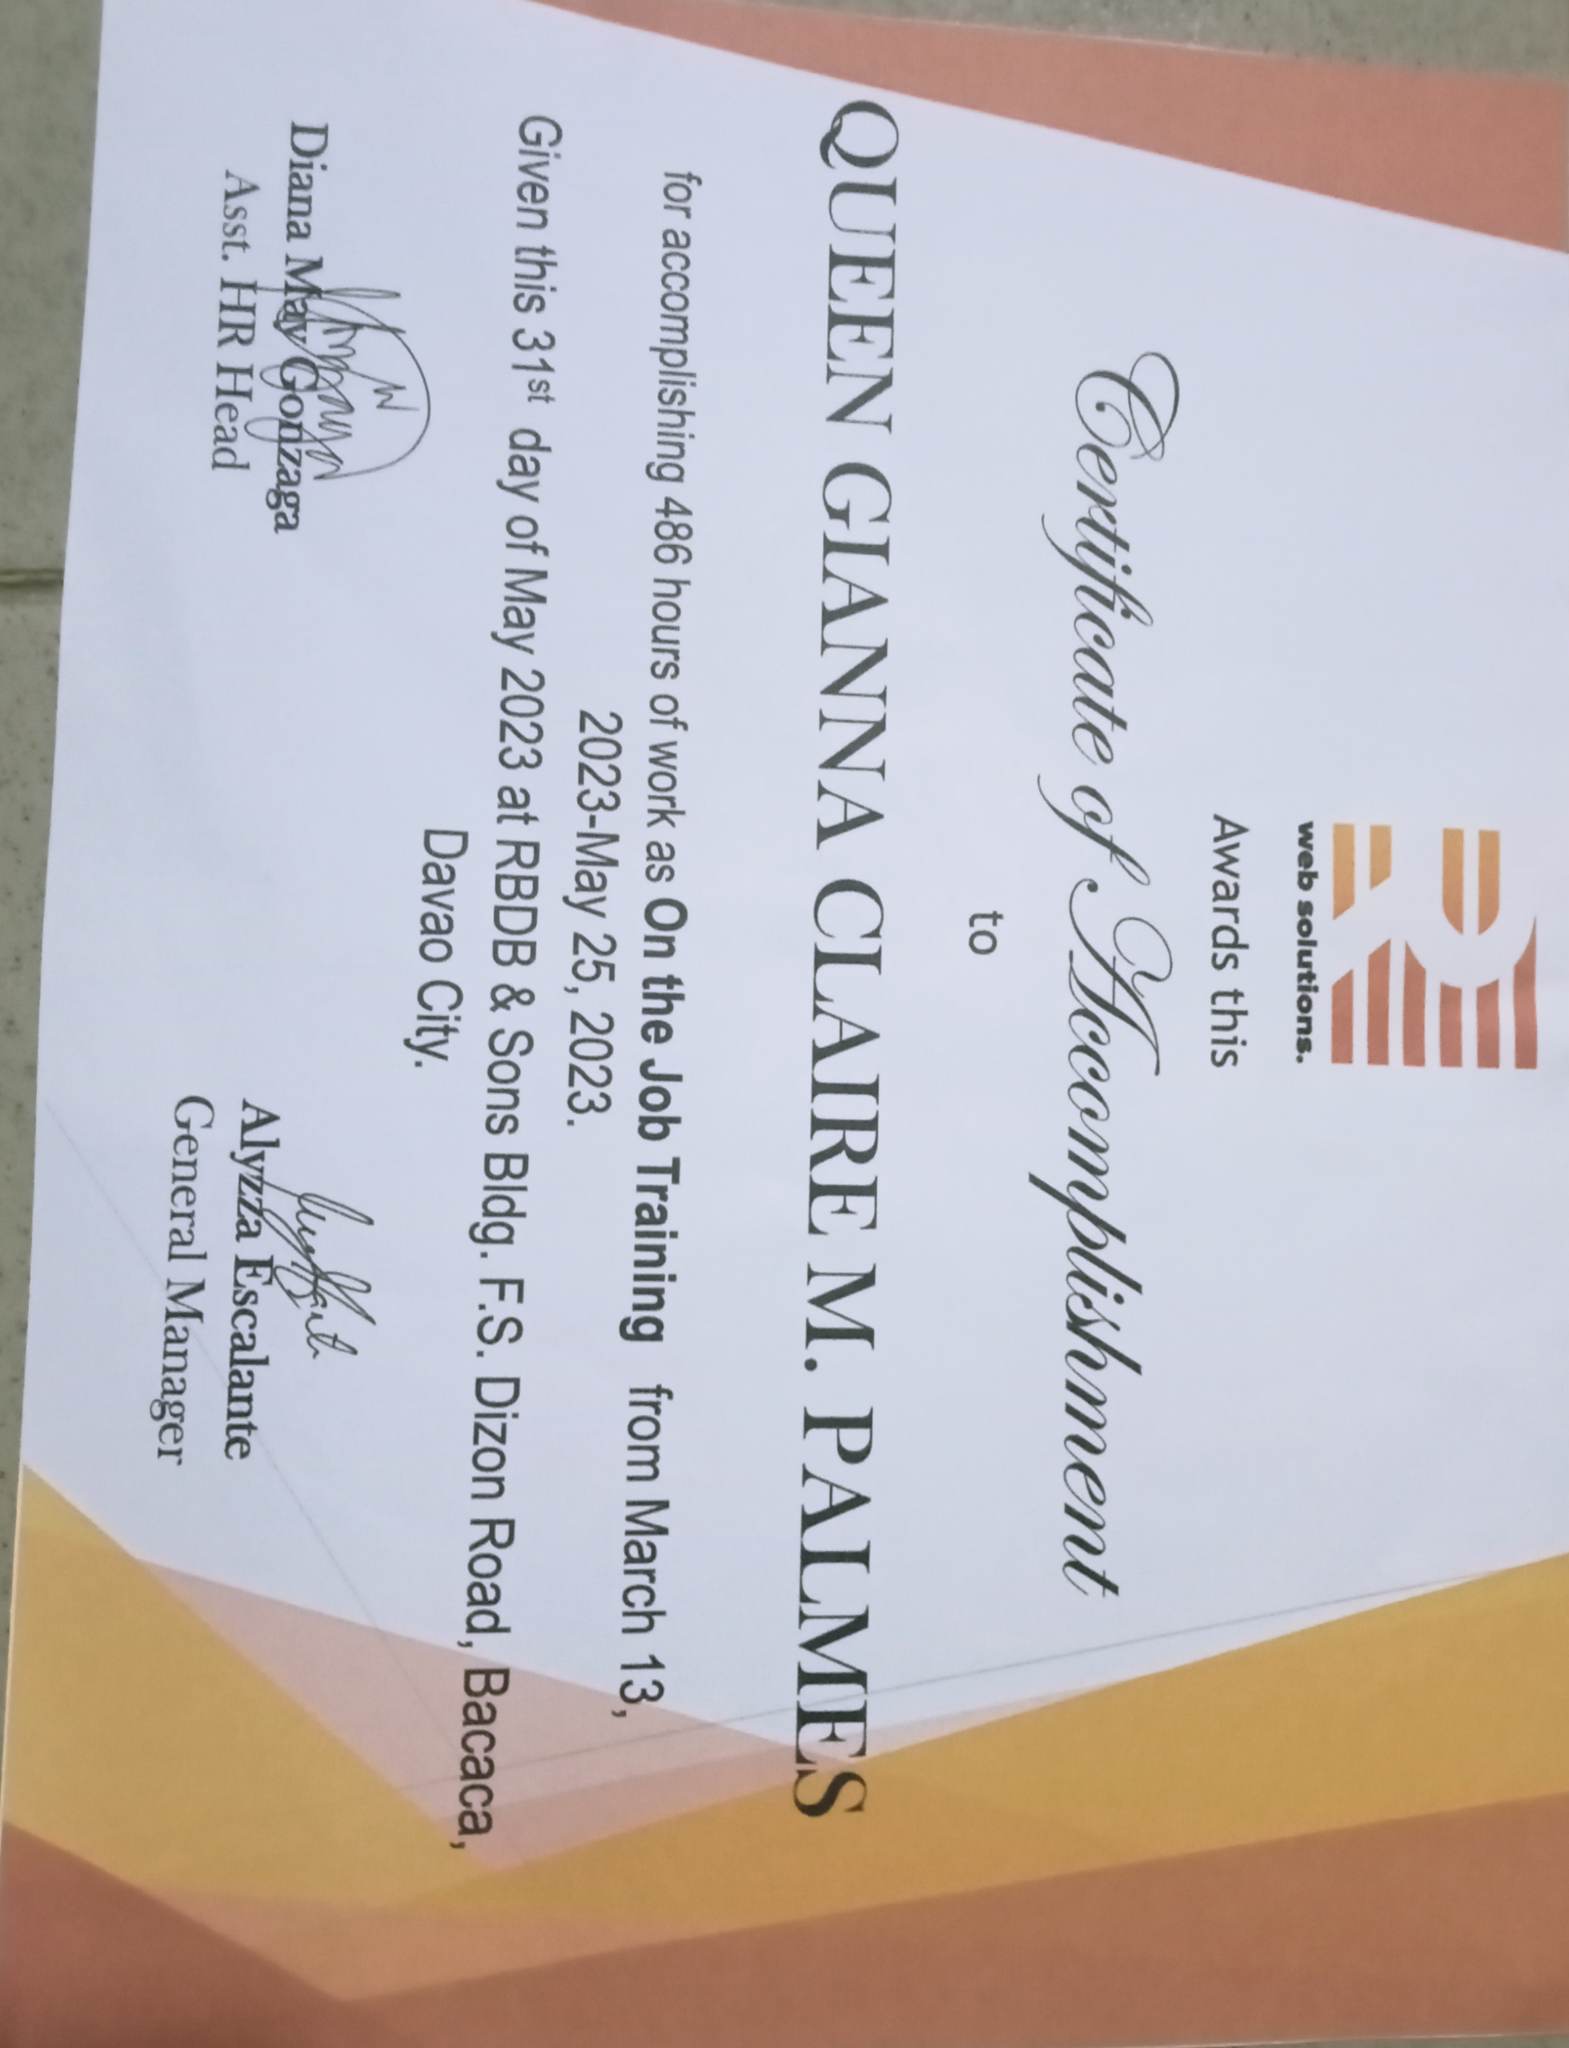 R
web solutions.
Awards this
Certificate of Accomplishment
to
QUEEN GIANNA CLAIRE M. PALMES
for accomplishing 486 hours of work as On the Job Training from March 13,
2023-May 25, 2023.
Given this 31st day of May 2023 at RBDB & Sons Bldg. F.S. Dizon Road, Bacaca,
Davao City.
Diana May Gonzaga
Asst. HR Head
Alyzza Escalante
General Manager